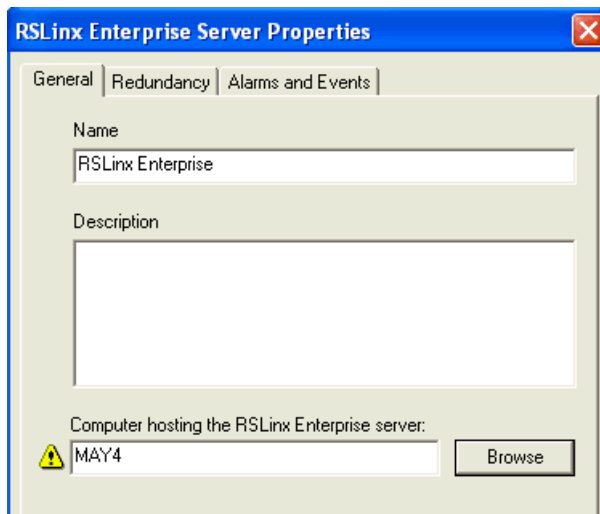 RSLinx Enterprise Server Properties
General Redundancy Alarms and Events
Name
RSLinx Enterprise
Description
Computer hosting the RSLinx Enterprise server:
MAY4 Browse